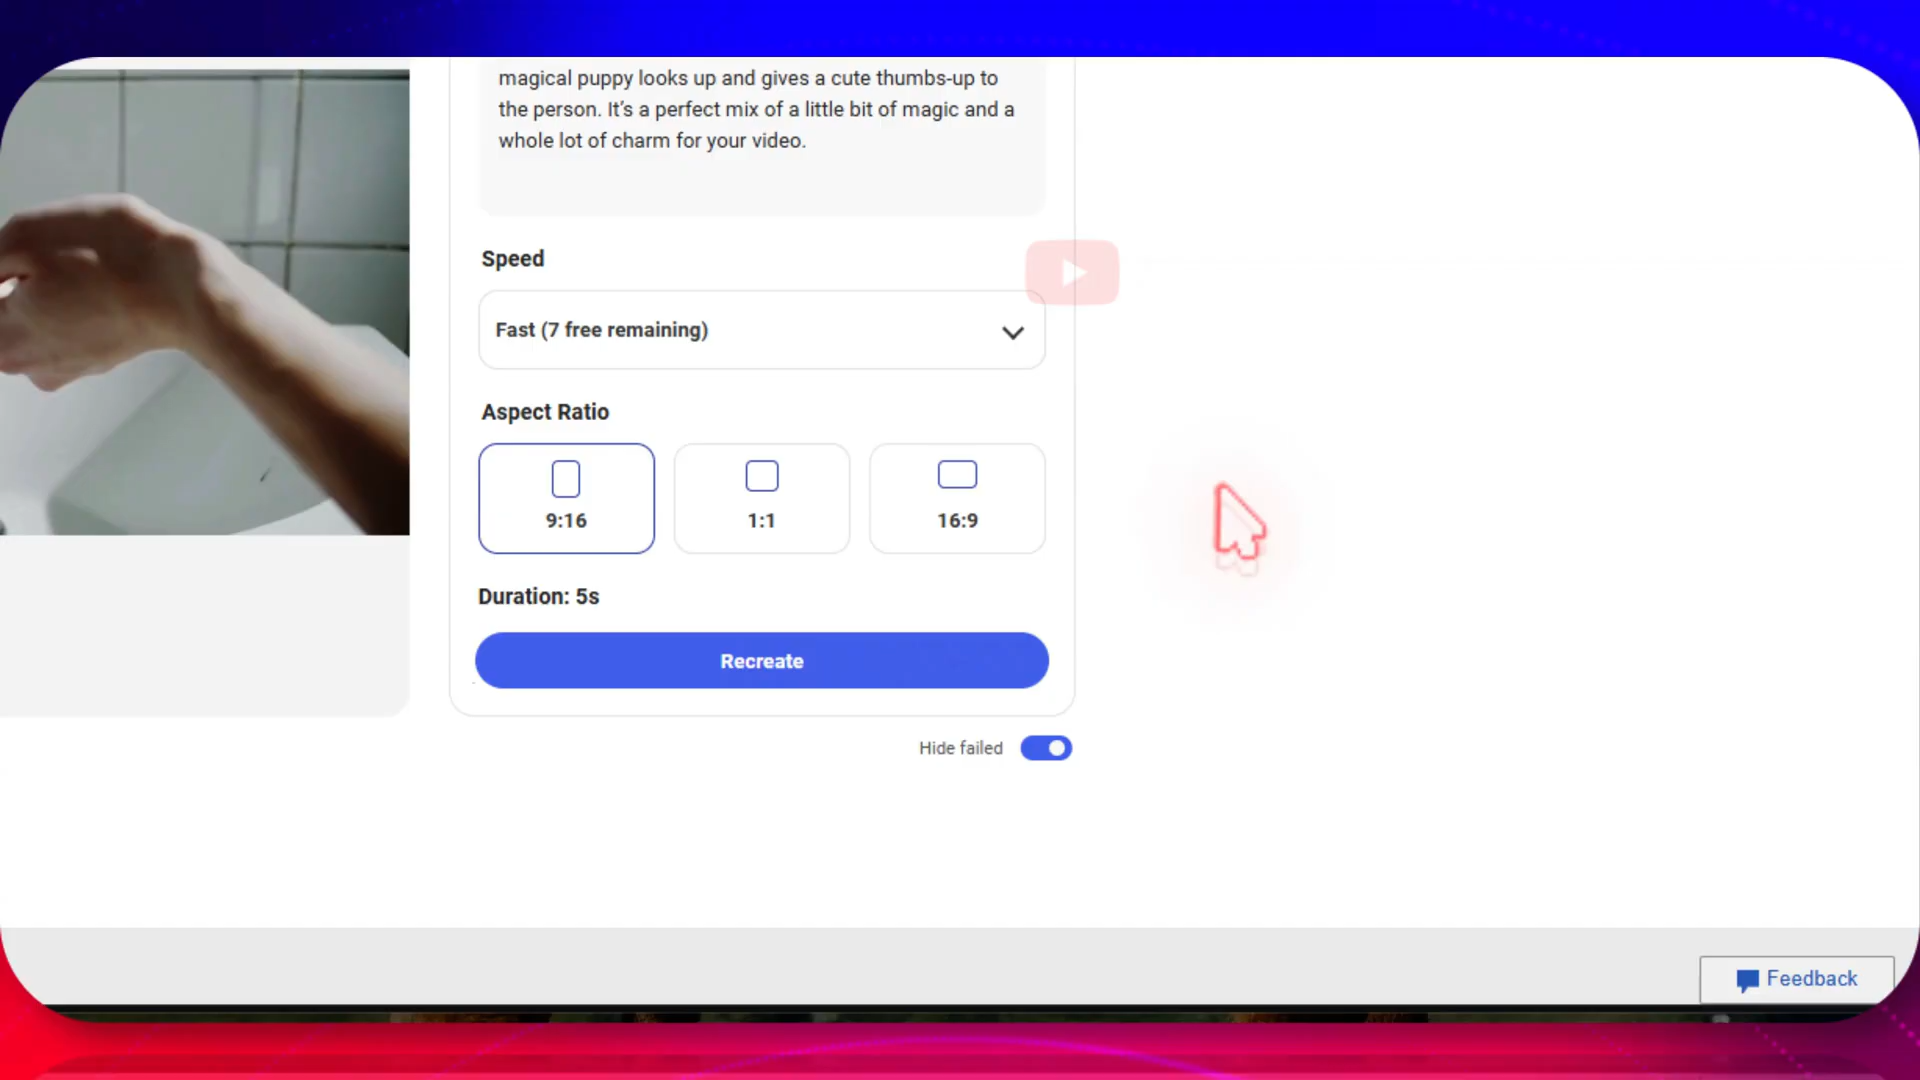 magical puppy looks up and gives a cute thumbs-up to
the person. It’s a perfect mix of a little bit of magic and a
whole lot of charm for your video.
Speed
Fast (7 free remaining)
Aspect Ratio
9:16
1:1
16:9
Duration: 5s
Recreate
Hide failed
Feedback